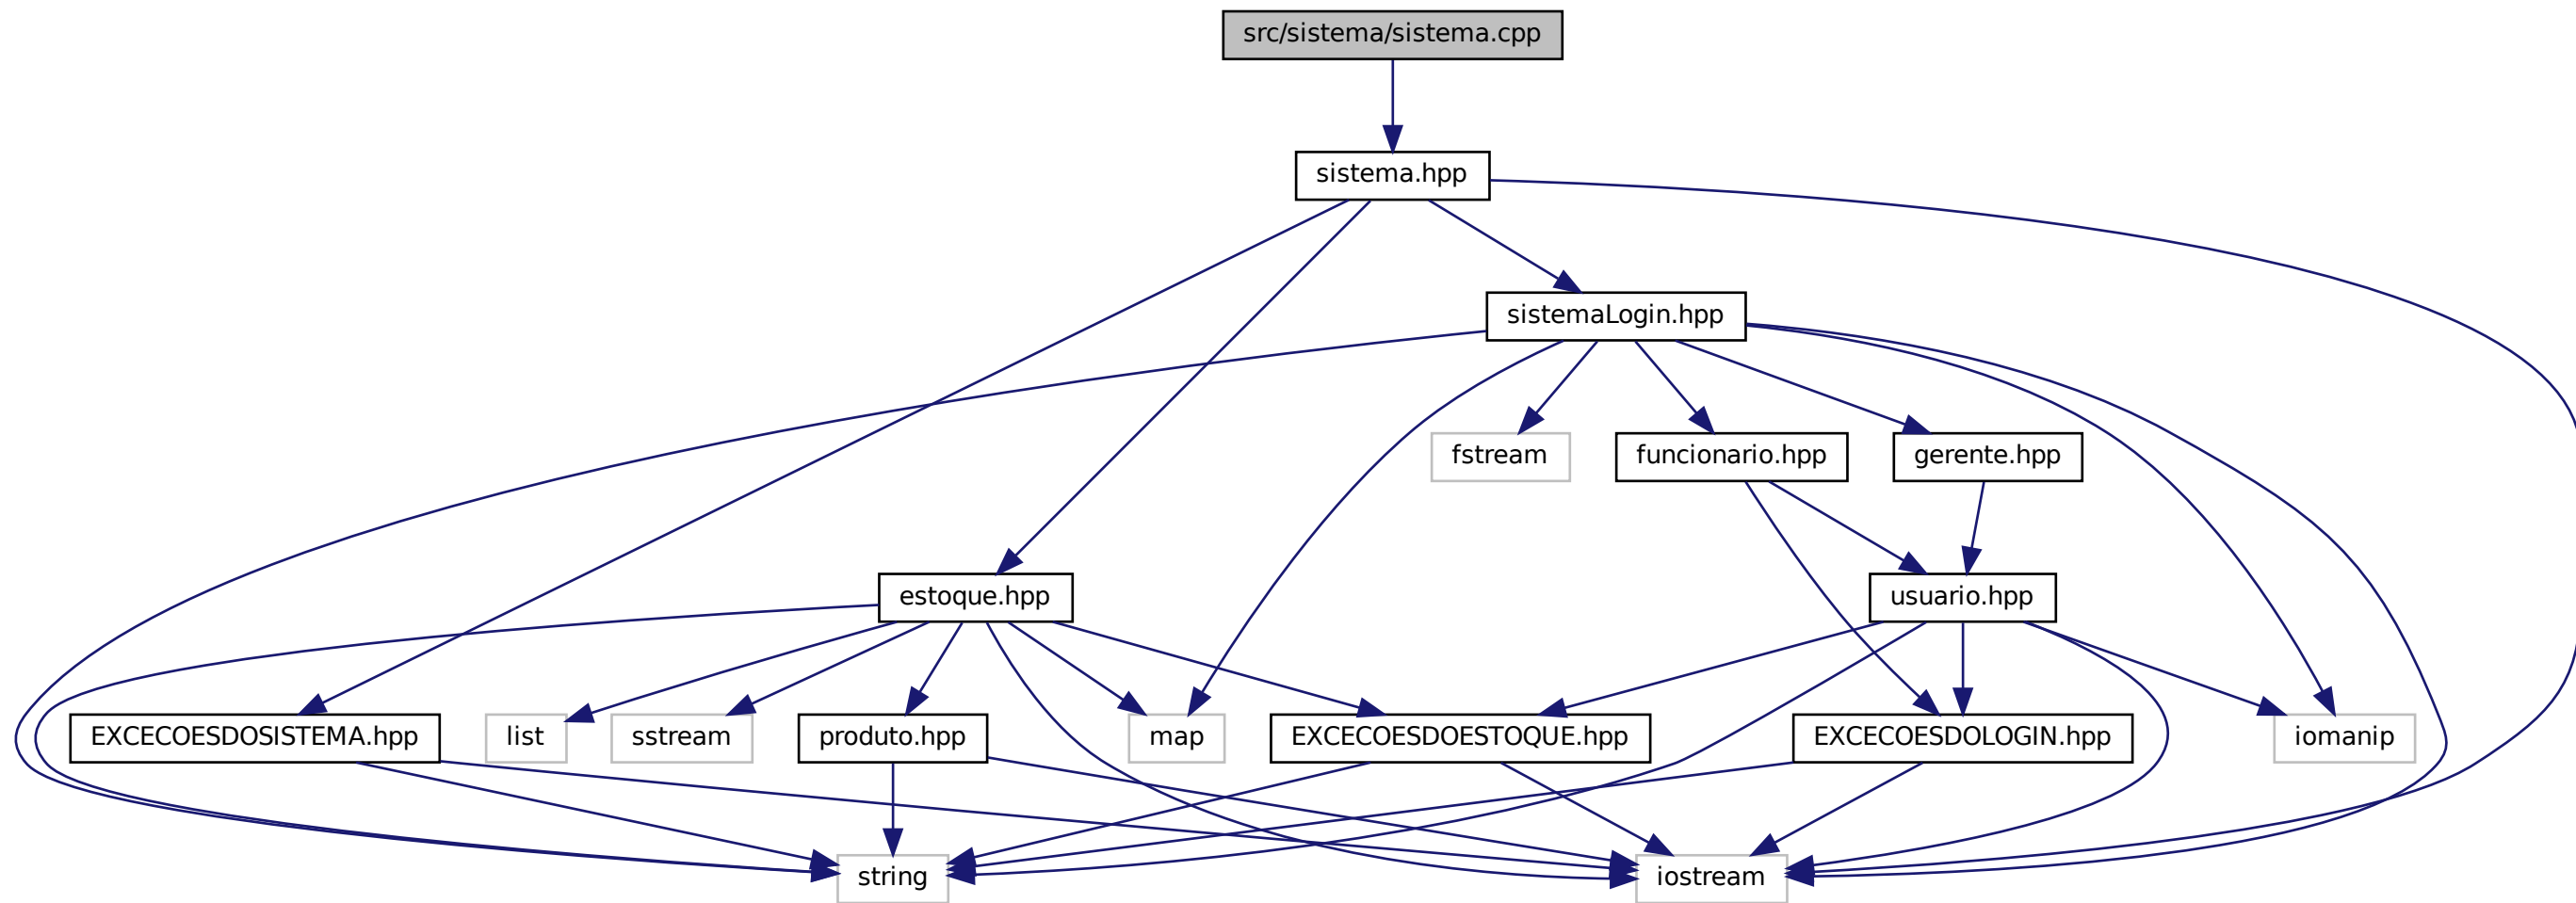 src/sistema/sistema.cpp
sistema.hpp
sistemaLogin.hpp
fstream
funcionario.hpp
gerente.hpp
estoque.hpp
usuario.hpp
EXCECOESDOSISTEMA.hpp
list
sstream
produto.hpp
map
EXCECOESDOESTOQUE.hpp
EXCECOESDOLOGIN.hpp
iomanip
string
iostream